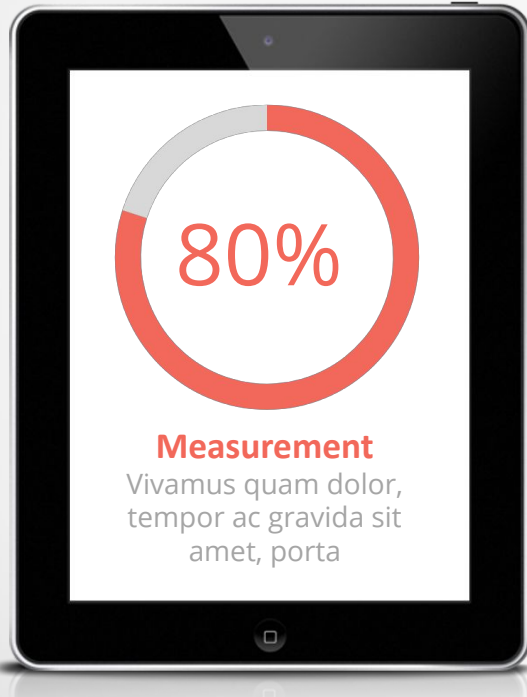 80%
Measurement
Vivamus quam dolor,
tempor ac gravida sit
amet, porta